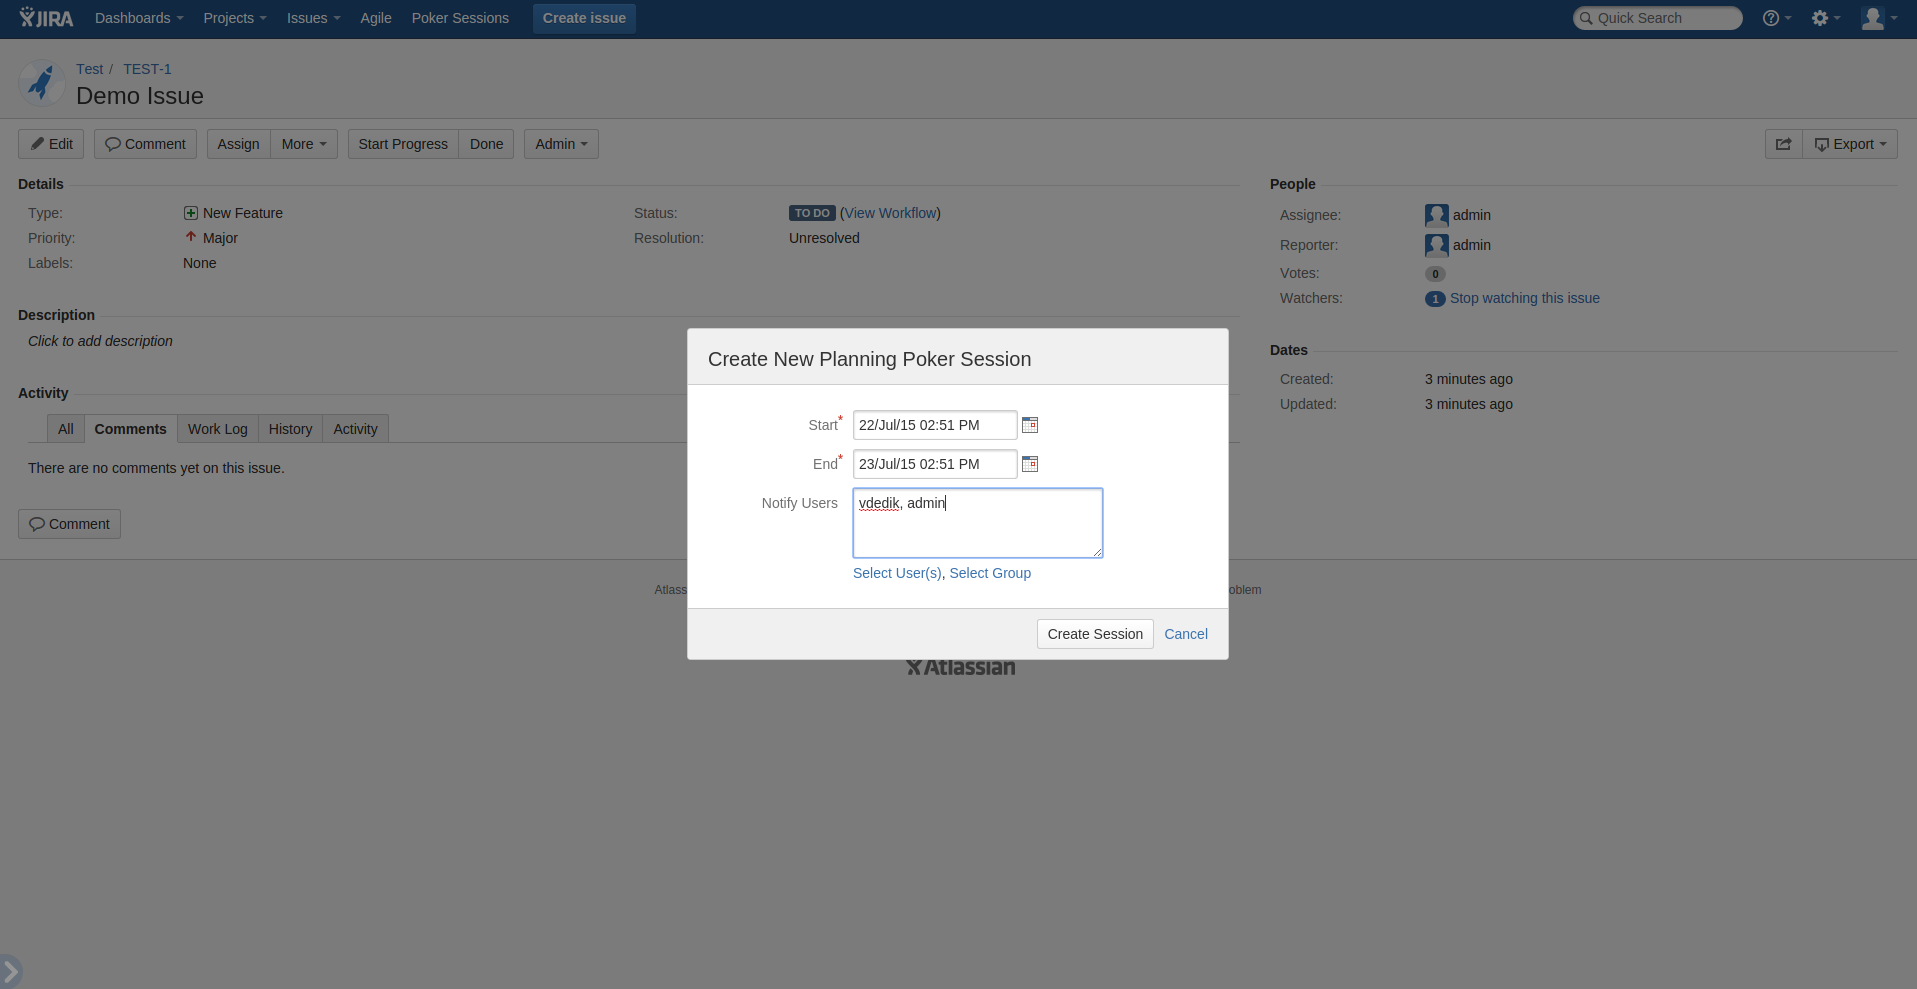 JIRA Dashboards Projects Issues Agile Poker Sessions Create issue Quick Search
Test / TEST-1
Demo Issue
Edit Comment Assign More Start Progress Done Admin Export
Details
Type: New Feature Status: TO DO (View Workflow)
Priority: Major Resolution: Unresolved
Labels: None
People
Assignee: admin
Reporter: admin
Votes: 0
Watchers: 1 Stop watching this issue
Description
Click to add description
Dates
Created: 3 minutes ago
Updated: 3 minutes ago
Activity
All Comments Work Log History Activity
There are no comments yet on this issue.
Comment
Create New Planning Poker Session
Start* 22/Jul/15 02:51 PM
End* 23/Jul/15 02:51 PM
Notify Users vdedik, admin
Select User(s), Select Group
Create Session Cancel
Atlassian